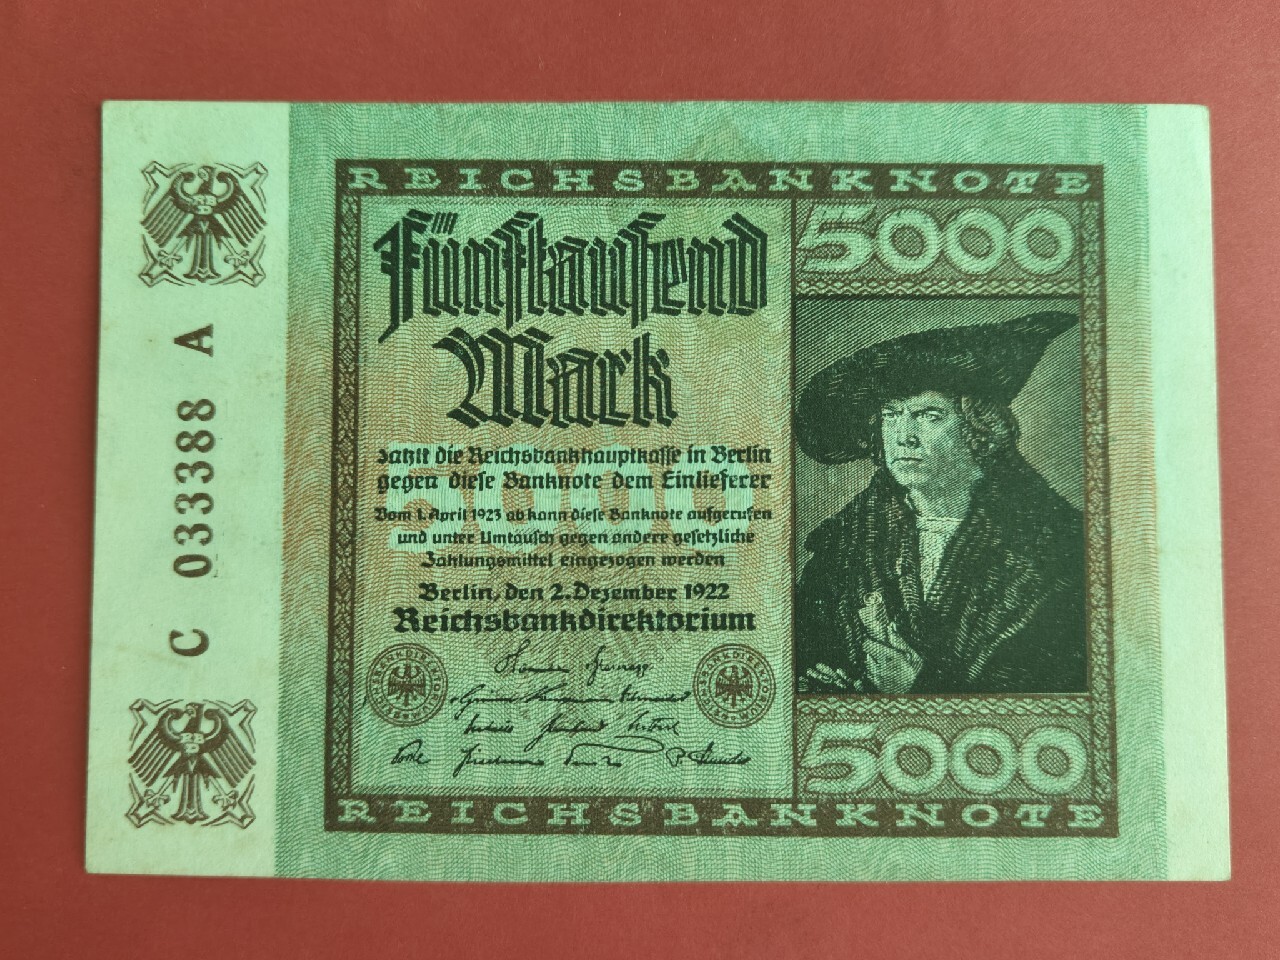 REICHSBANKNOTE
Fünftausend
Mark
5000
zahlt die Reichsbankhauptkasse in Berlin
gegen diese Banknote dem Einlieferer
5000
Vom 1. April 1923 ab kann diese Banknote aufgerufen
und unter Umtausch gegen andere gesetzliche
Zahlungsmittel eingezogen werden
Berlin, den 2. Dezember 1922
Reichsbankdirektorium
5000
REICHSBANKNOTE
C 033388 A